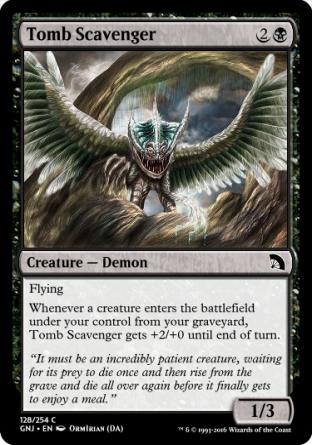 Tomb Scavenger 2
Creature — Demon
Flying
Whenever a creature enters the battlefield
under your control from your graveyard,
Tomb Scavenger gets +2/+0 until end of turn.
“It must be an incredibly patient creature, waiting
for its prey to die once and then rise from the
grave and die all over again before it finally gets
to enjoy a meal.”
1/3
128/254 C
GNJ • EN ORMIRIAN (DA) ™ & © 1993-2016 Wizards of the Coast